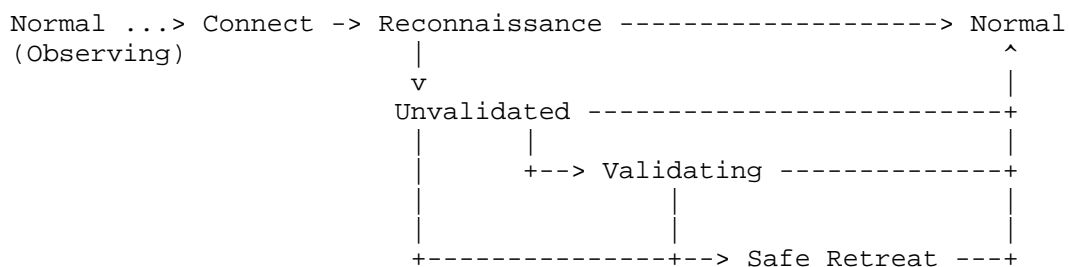 Normal ...> Connect -> Reconnaissance --------------------> Normal
(Observing)               |                                     ^
                          v                                     |
                        Unvalidated --------------------------+
                          |      |                              |
                          |      +--> Validating --------------+
                          |               |                    |
                          |               |                    |
                          +---------------+--> Safe Retreat ---+